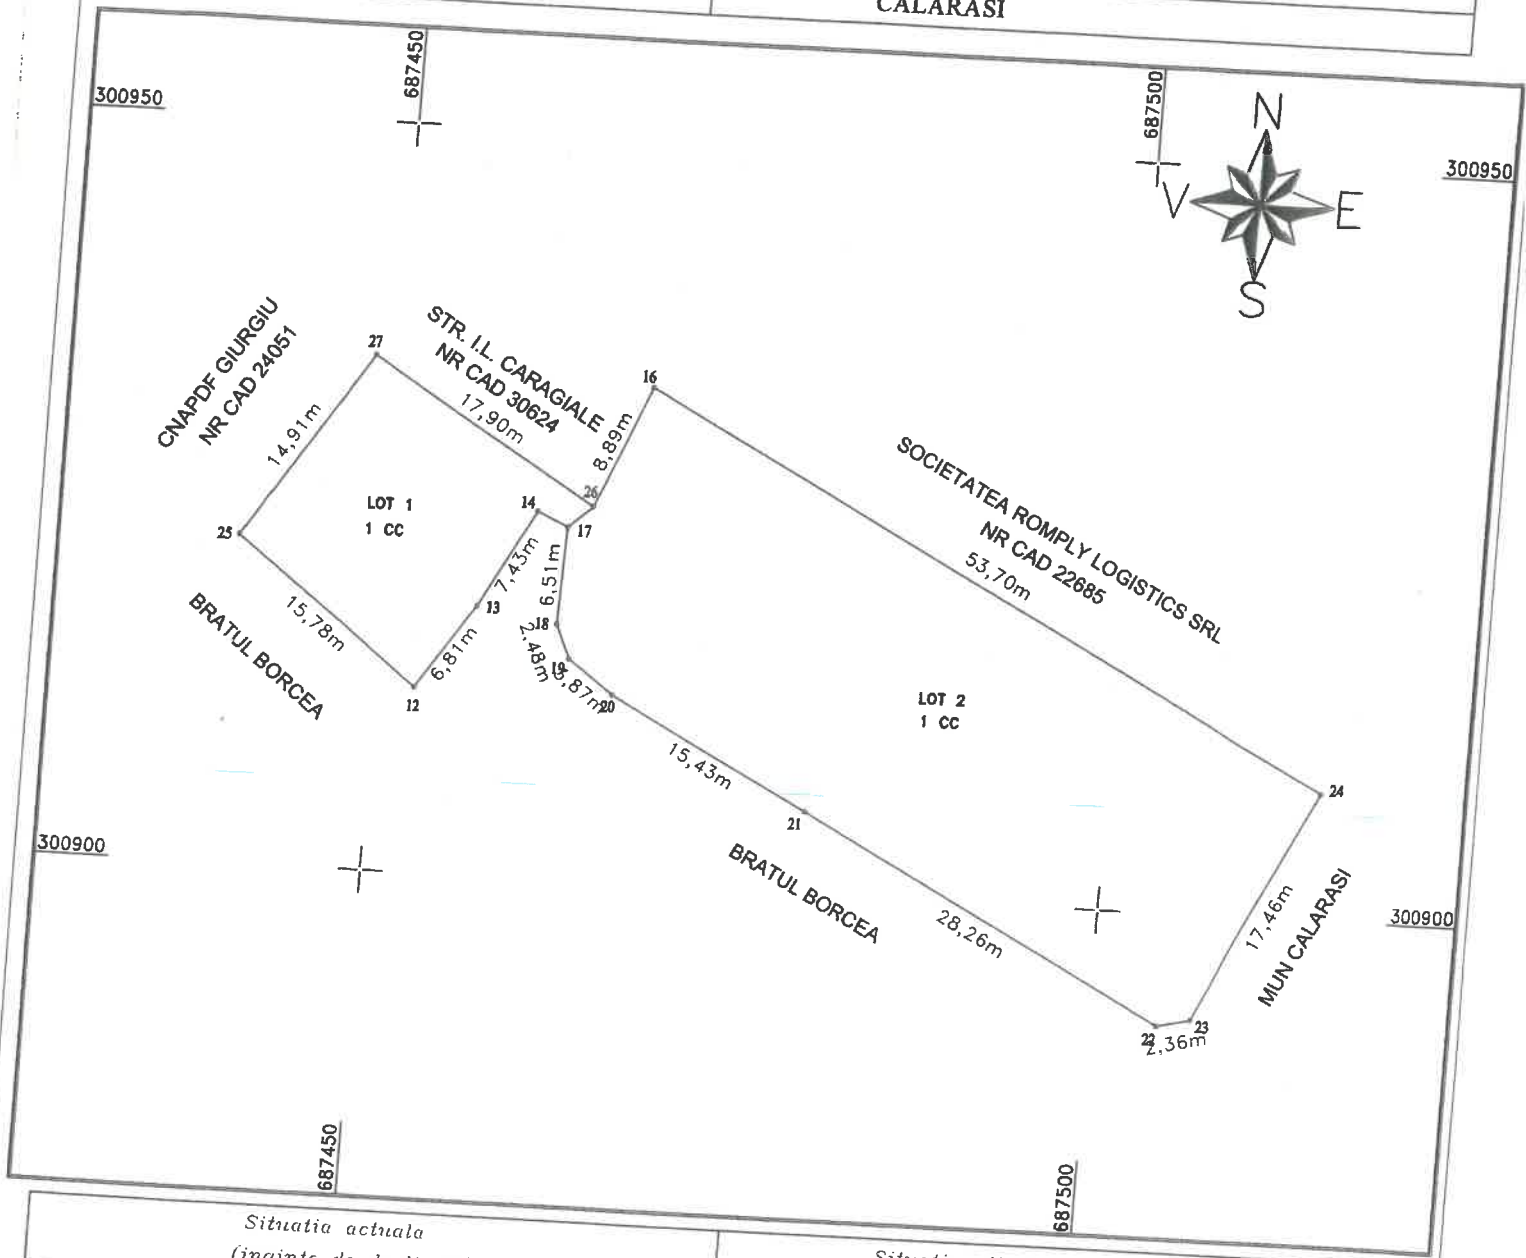 CALARASI
687450
687500
300950
300950
N
V
E
S
CNAPDF GIURGIU
NR CAD 24051
STR. I.L. CARAGIALE
NR CAD 30624
27
16
14,91m
17,90m
8,89m
SOCIETATEA ROMPLY LOGISTICS SRL
NR CAD 22685
53,70m
LOT 1
1 CC
14
26
17
25
7,43m
6,51m
13
18
15,78m
BRATUL BORCEA
6,81m
2,48m
19
3,87m
20
12
LOT 2
1 CC
15,43m
21
24
300900
BRATUL BORCEA
28,26m
17,46m
MUN CALARASI
300900
22
23
2,36m
687450
687500
Situatia actuala